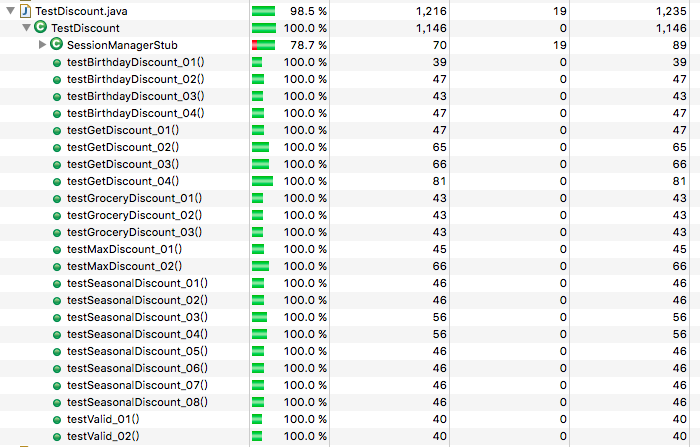 TestDiscount.java 98.5 % 1,216 19 1,235
TestDiscount 100.0 % 1,146 0 1,146
SessionManagerStub 78.7 % 70 19 89
testBirthdayDiscount_01() 100.0 % 39 0 39
testBirthdayDiscount_02() 100.0 % 47 0 47
testBirthdayDiscount_03() 100.0 % 43 0 43
testBirthdayDiscount_04() 100.0 % 47 0 47
testGetDiscount_01() 100.0 % 47 0 47
testGetDiscount_02() 100.0 % 65 0 65
testGetDiscount_03() 100.0 % 66 0 66
testGetDiscount_04() 100.0 % 81 0 81
testGroceryDiscount_01() 100.0 % 43 0 43
testGroceryDiscount_02() 100.0 % 43 0 43
testGroceryDiscount_03() 100.0 % 43 0 43
testMaxDiscount_01() 100.0 % 45 0 45
testMaxDiscount_02() 100.0 % 66 0 66
testSeasonalDiscount_01() 100.0 % 46 0 46
testSeasonalDiscount_02() 100.0 % 46 0 46
testSeasonalDiscount_03() 100.0 % 56 0 56
testSeasonalDiscount_04() 100.0 % 56 0 56
testSeasonalDiscount_05() 100.0 % 46 0 46
testSeasonalDiscount_06() 100.0 % 46 0 46
testSeasonalDiscount_07() 100.0 % 46 0 46
testSeasonalDiscount_08() 100.0 % 46 0 46
testValid_01() 100.0 % 40 0 40
testValid_02() 100.0 % 40 0 40